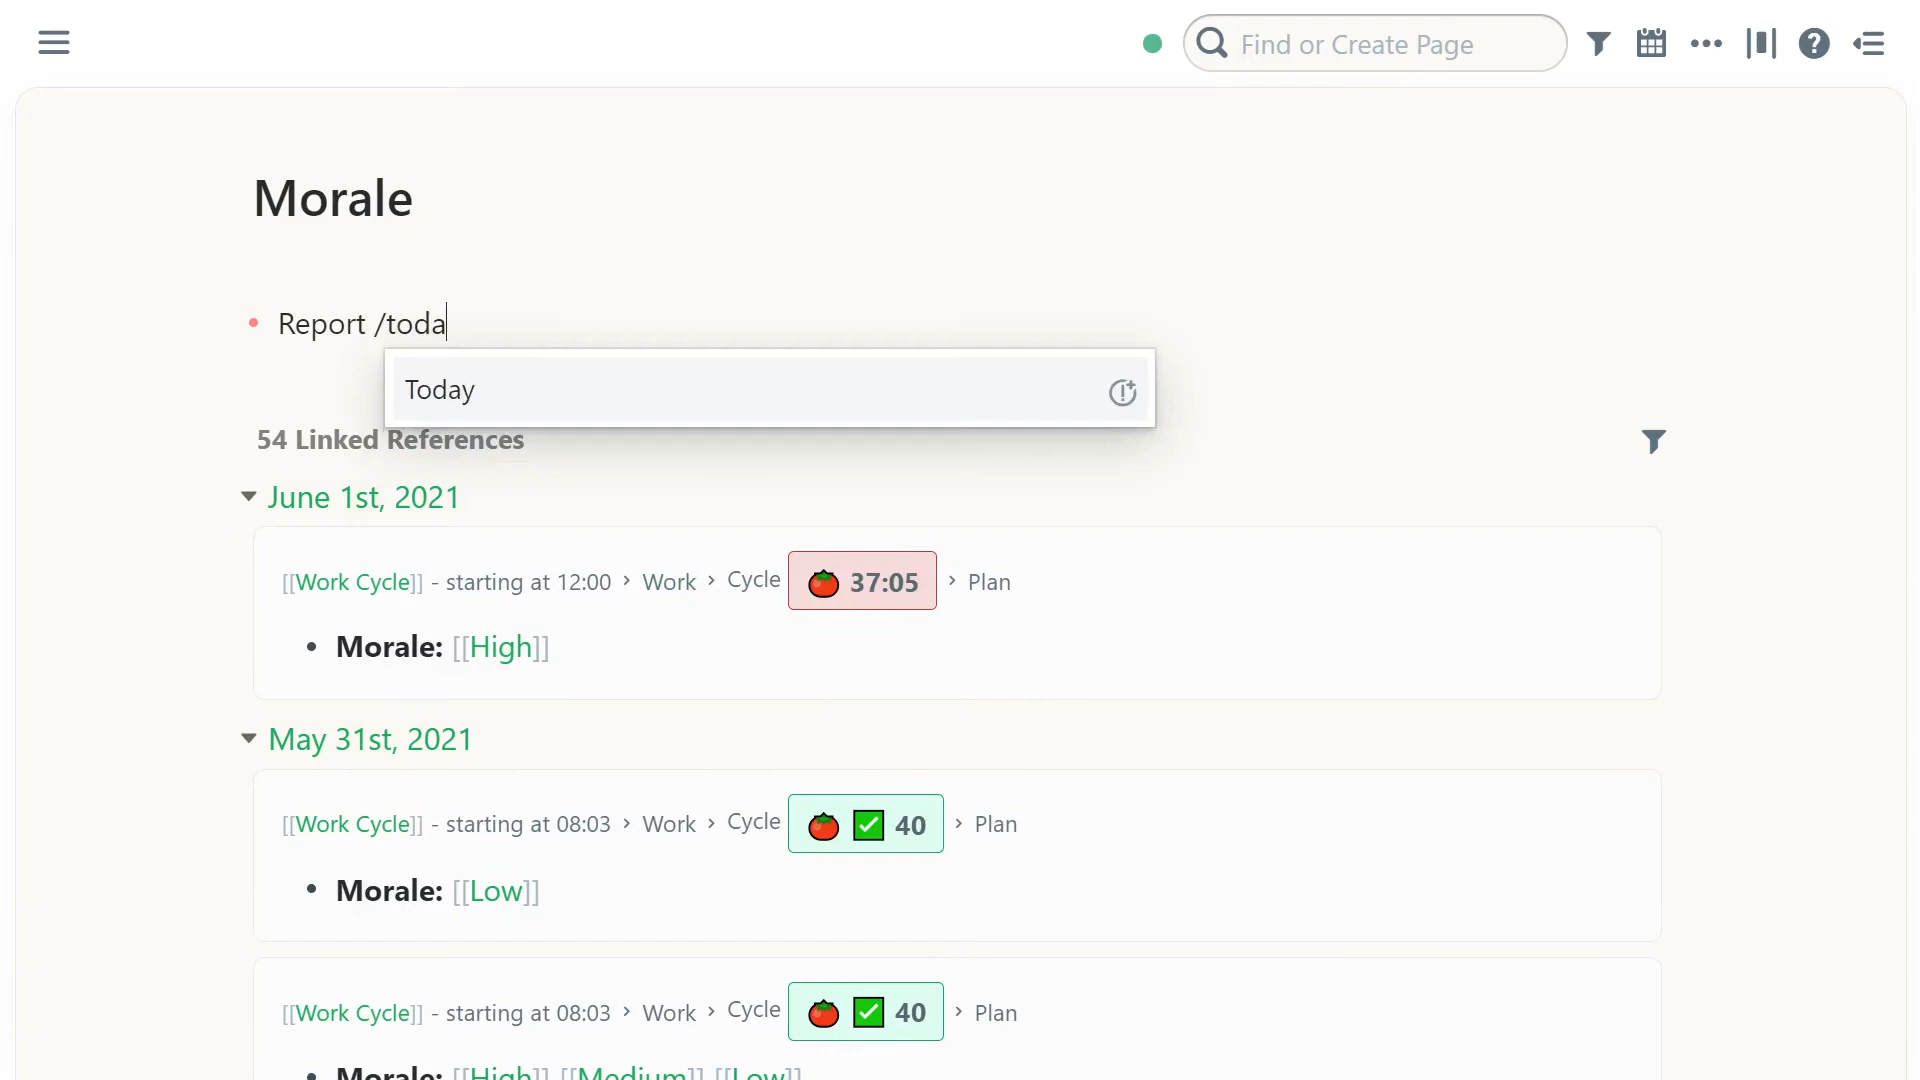 Find or Create Page
Morale
Report /toda
Today
54 Linked References
June 1st, 2021
[[Work Cycle]] - starting at 12:00 › Work › Cycle 37:05 › Plan
Morale: [[High]]
May 31st, 2021
[[Work Cycle]] - starting at 08:03 › Work › Cycle 40 › Plan
Morale: [[Low]]
[[Work Cycle]] - starting at 08:03 › Work › Cycle 40 › Plan
Morale: [[High]] [[Medium]] [[Low]]